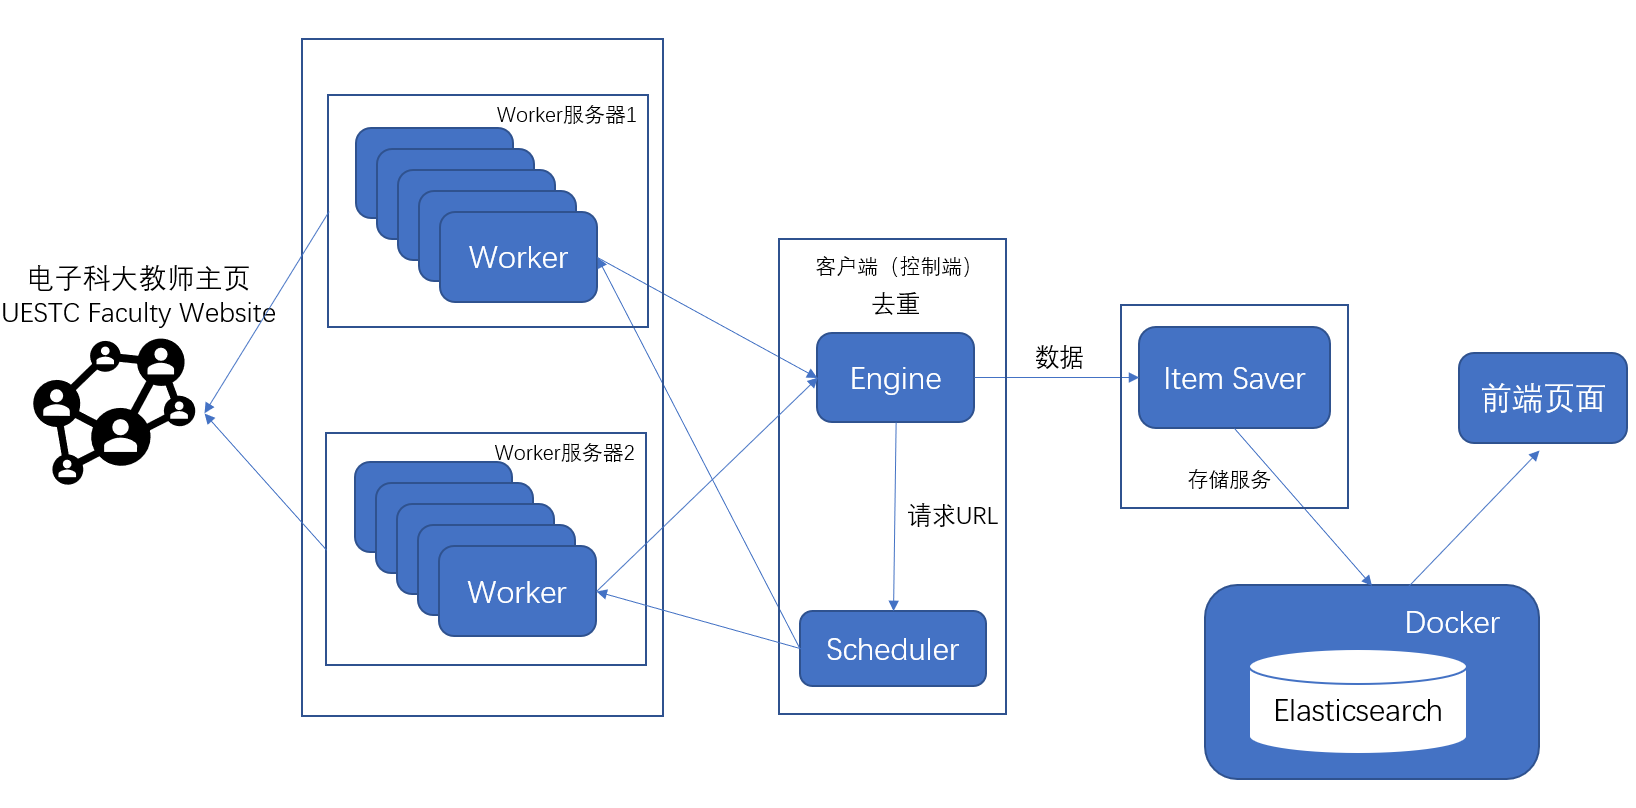 电子科大教师主页
UESTC Faculty Website
Worker服务器1
Worker
Worker服务器2
Worker
客户端（控制端）
去重
Engine
请求URL
Scheduler
数据
Item Saver
存储服务
Docker
Elasticsearch
前端页面